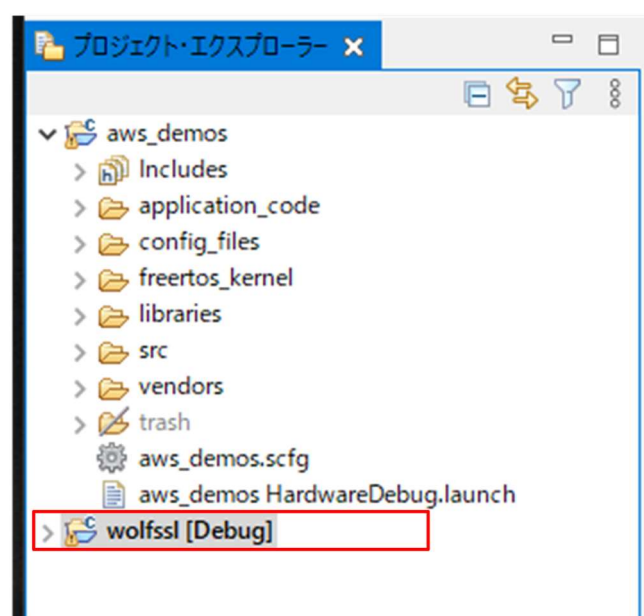 プロジェクト・エクスプローラー
aws_demos
Includes
application_code
config_files
freertos_kernel
libraries
src
vendors
trash
aws_demos.scfg
aws_demos HardwareDebug.launch
wolfssl [Debug]